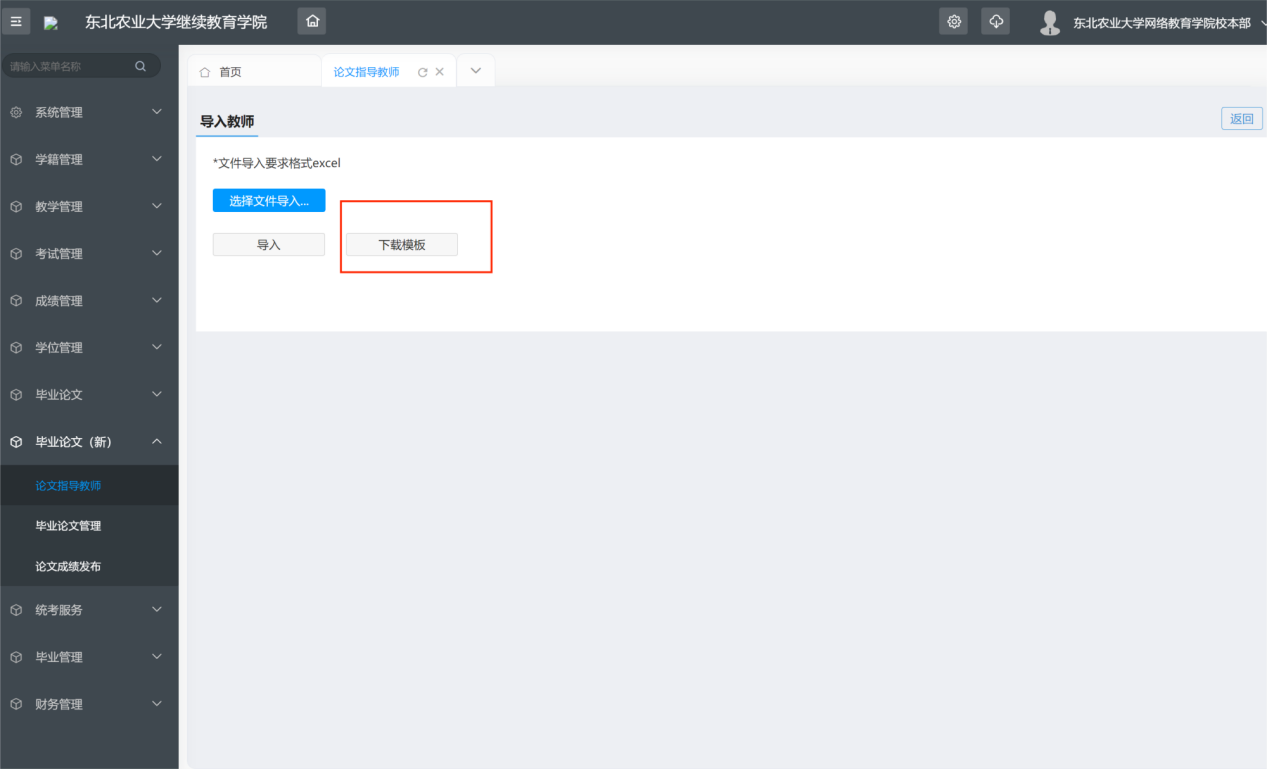 东北农业大学继续教育学院
东北农业大学网络教育学院校本部
请输入菜单名称
首页
论文指导教师
系统管理
学籍管理
教学管理
考试管理
成绩管理
学位管理
毕业论文
毕业论文（新）
论文指导教师
毕业论文管理
论文成绩发布
统考服务
毕业管理
财务管理
导入教师
返回
*文件导入要求格式excel
选择文件导入...
导入
下载模板